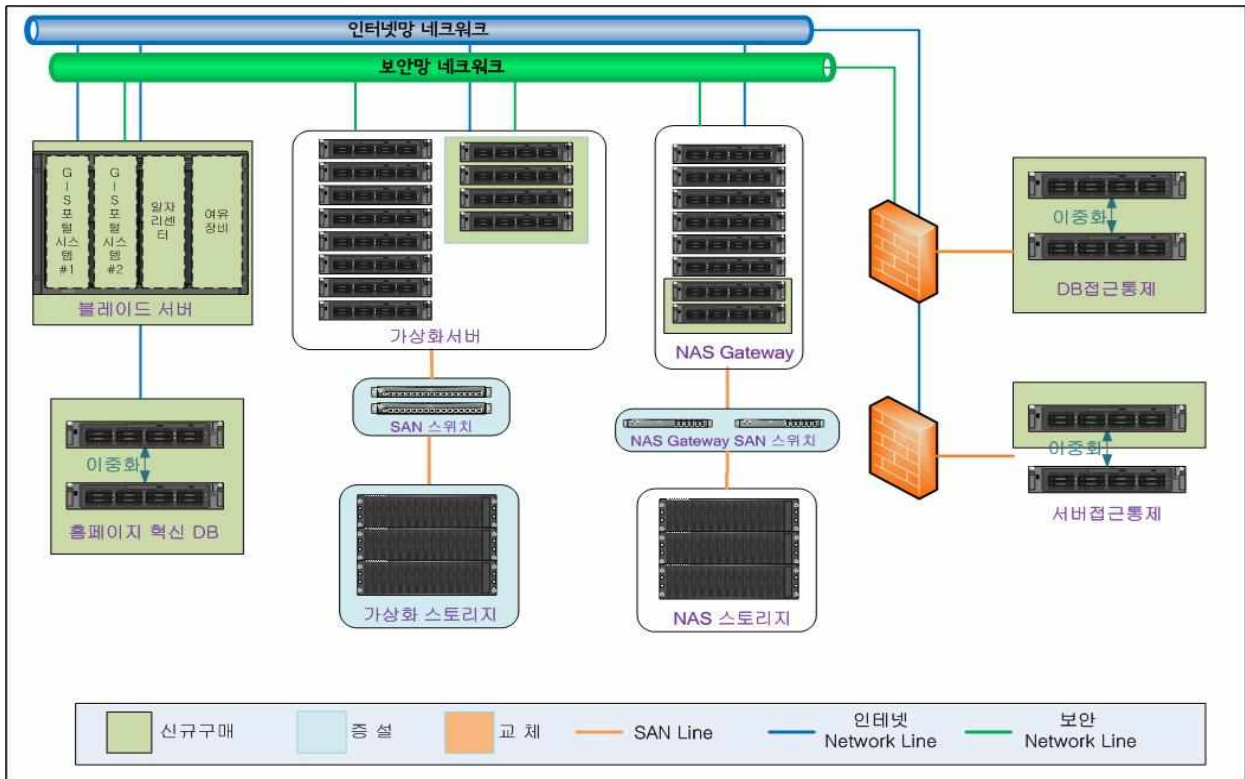 인터넷망 네크워크
보안망 네크워크
GIS포털시스템#1
GIS포털시스템#2
일자
리센
터
여유
장비
블레이드 서버
이중화
홈페이지 혁신 DB
가상화서버
SAN 스위치
가상화 스토리지
NAS Gateway
NAS Gateway SAN 스위치
NAS 스토리지
이중화
DB접근통제
이중화
서버접근통제
신규구매
증 설
교 체
SAN Line
인테넷
Network Line
보안
Network Line